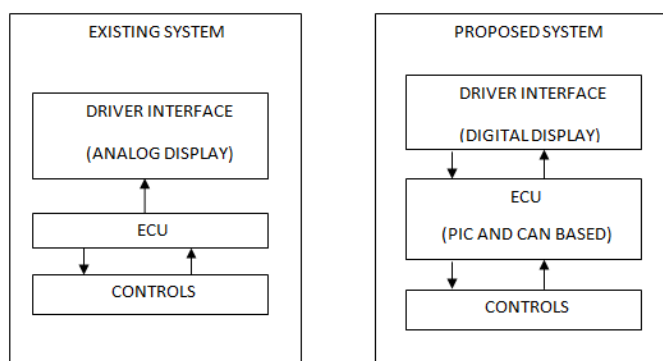 EXISTING SYSTEM
DRIVER INTERFACE
(ANALOG DISPLAY)
ECU
CONTROLS
PROPOSED SYSTEM
DRIVER INTERFACE
(DIGITAL DISPLAY)
ECU
(PIC AND CAN BASED)
CONTROLS